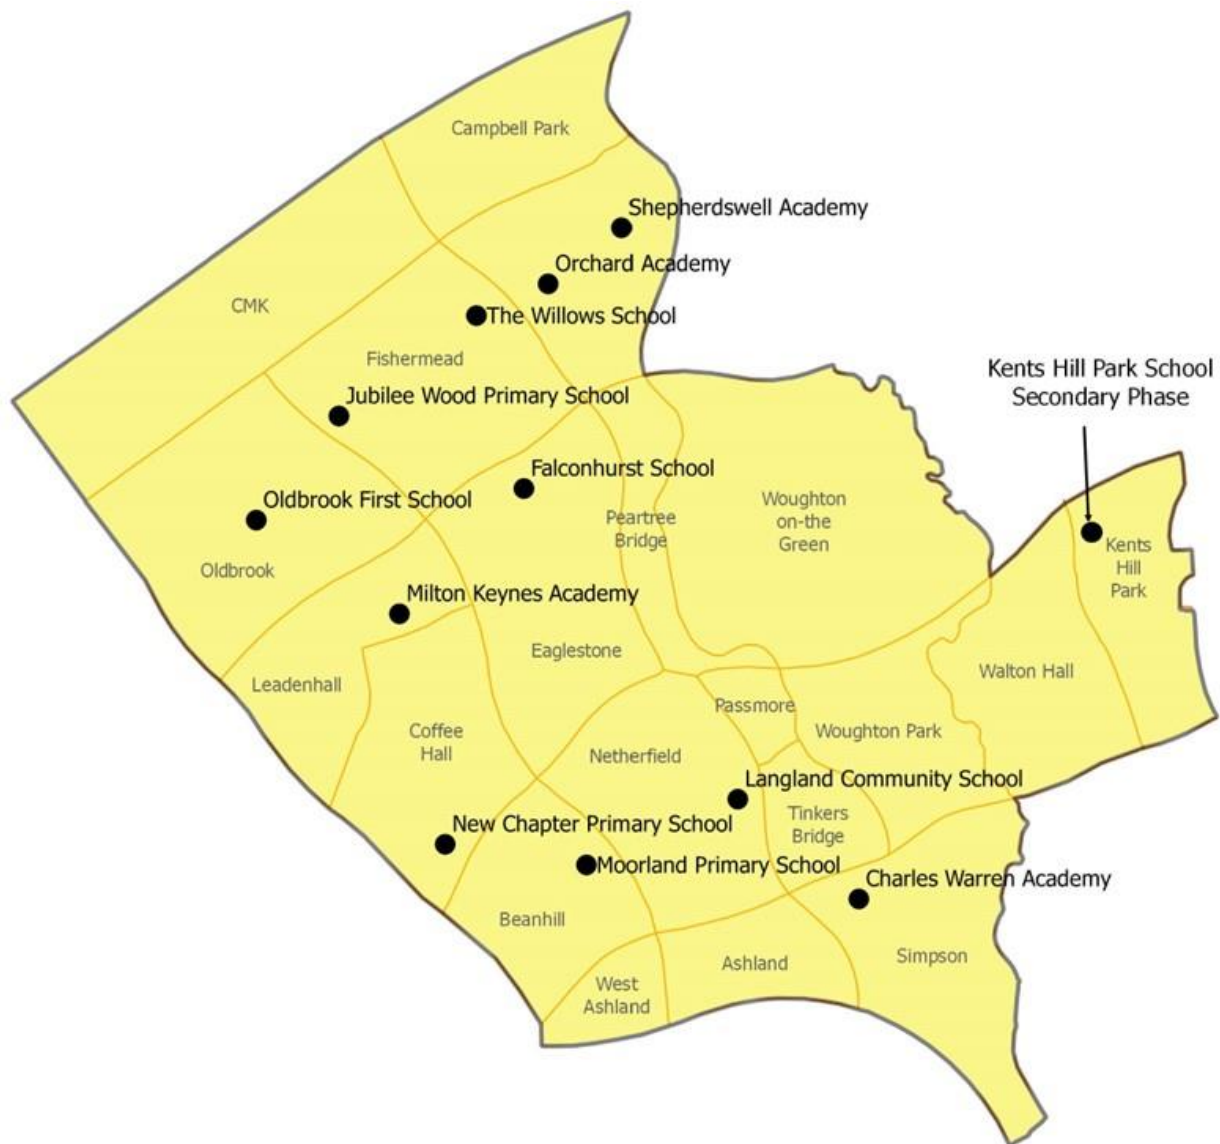 Campbell Park
Shepherdswell Academy
Orchard Academy
CMK
The Willows School
Fishermead
Kents Hill Park School
Secondary Phase
Jubilee Wood Primary School
Falconhurst School
Oldbrook First School
Woughton
on-the
Green
Peartree
Bridge
Kents
Hill
Park
Oldbrook
Milton Keynes Academy
Eaglestone
Walton Hall
Leadenhall
Passmore
Coffee
Hall
Woughton Park
Netherfield
Langland Community School
Tinkers
Bridge
New Chapter Primary School
Moorland Primary School
Charles Warren Academy
Beanhill
Simpson
Ashland
West
Ashland